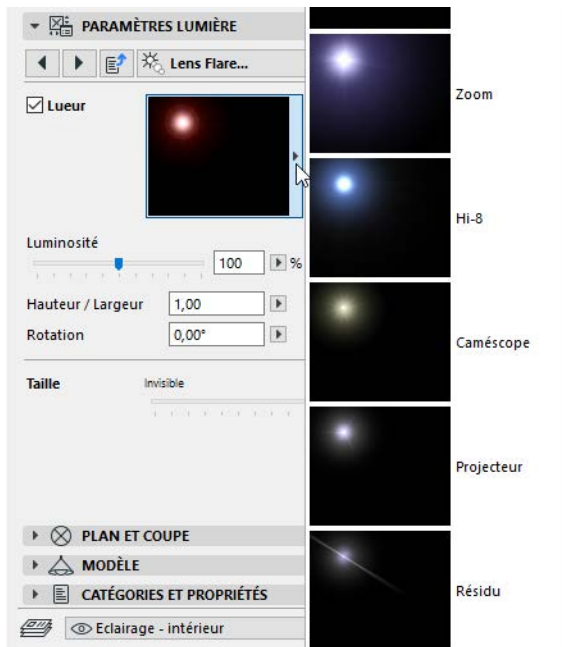 PARAMÈTRES LUMIÈRE
Lens Flare...
Lueur
Luminosité
100 %
Hauteur / Largeur 1,00
Rotation 0,00°
Taille Invisible
PLAN ET COUPE
MODÈLE
CATÉGORIES ET PROPRIÉTÉS
Eclairage - intérieur
Zoom
Hi-8
Caméscope
Projecteur
Résidu